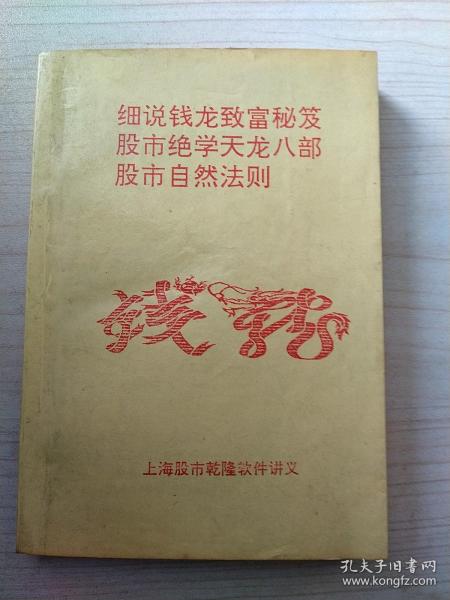 细说钱龙致富秘笈
股市绝学天龙八部
股市自然法则
钱龙
上海股市乾隆软件讲义
孔夫子旧书网
www.kongfz.com